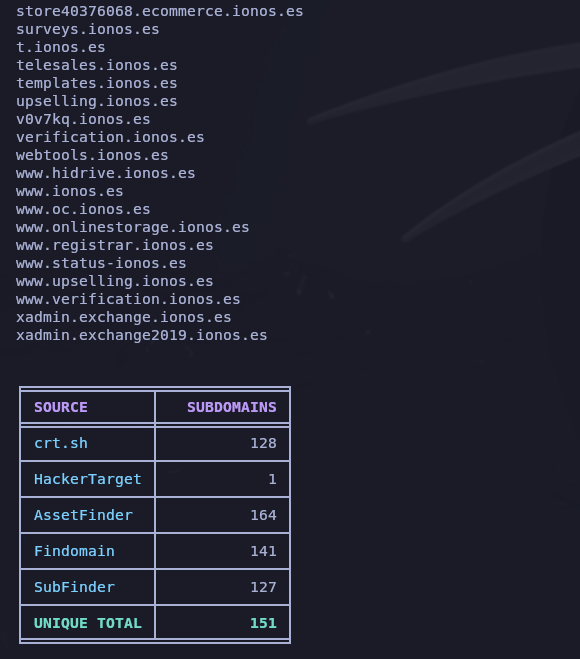 store40376068.ecommerce.ionos.es
surveys.ionos.es
t.ionos.es
telesales.ionos.es
templates.ionos.es
upselling.ionos.es
v0v7kq.ionos.es
verification.ionos.es
webtools.ionos.es
www.hidrive.ionos.es
www.ionos.es
www.oc.ionos.es
www.onlinestorage.ionos.es
www.registrar.ionos.es
www.status-ionos.es
www.upselling.ionos.es
www.verification.ionos.es
xadmin.exchange.ionos.es
xadmin.exchange2019.ionos.es
SOURCE SUBDOMAINS
crt.sh 128
HackerTarget 1
AssetFinder 164
Findomain 141
SubFinder 127
UNIQUE TOTAL 151